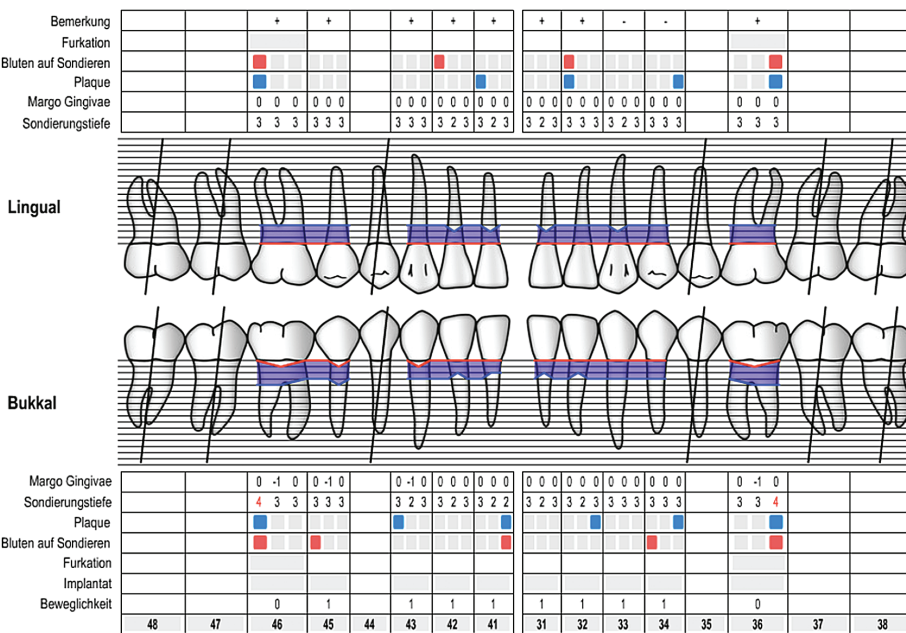 Bemerkung + + + + + + + - - +
Furkation
Bluten auf Sondieren
Plaque
Margo Gingivae 0 0 0 0 0 0 0 0 0 0 0 0 0 0 0 0 0 0 0 0 0 0 0 0 0 0 0 0 0 0
Sondierungstiefe 3 3 3 3 3 3 3 3 3 3 2 3 3 2 3 3 2 3 3 3 3 3 2 3 3 3 3 3 3 3
Lingual
Bukkal
Margo Gingivae 0 -1 0 0 -1 0 0 -1 0 0 0 0 0 0 0 0 0 0 0 0 0 0 0 0 0 0 0 0 -1 0
Sondierungstiefe 4 3 3 3 3 3 3 2 3 3 2 3 3 2 2 3 2 3 3 2 3 3 3 3 3 3 3 3 3 4
Plaque
Bluten auf Sondieren
Furkation
Implantat
Beweglichkeit 0 1 1 1 1 1 1 1 1 0
48 47 46 45 44 43 42 41 31 32 33 34 35 36 37 38